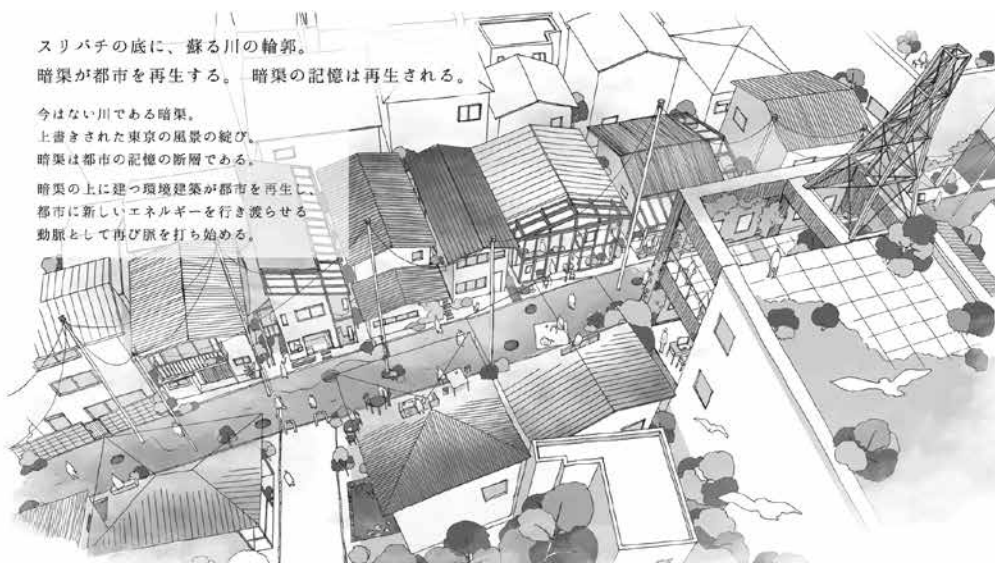 スリバチの底に、蘇る川の輪郭。
暗渠が都市を再生する。 暗渠の記憶は再生される。
今はない川である暗渠。
上書きされた東京の風景の綻び。
暗渠は都市の記憶の断層である。
暗渠の上に建つ環境建築が都市を再生し、
都市に新しいエネルギーを行き渡らせる
動脈として再び脈を打ち始める。